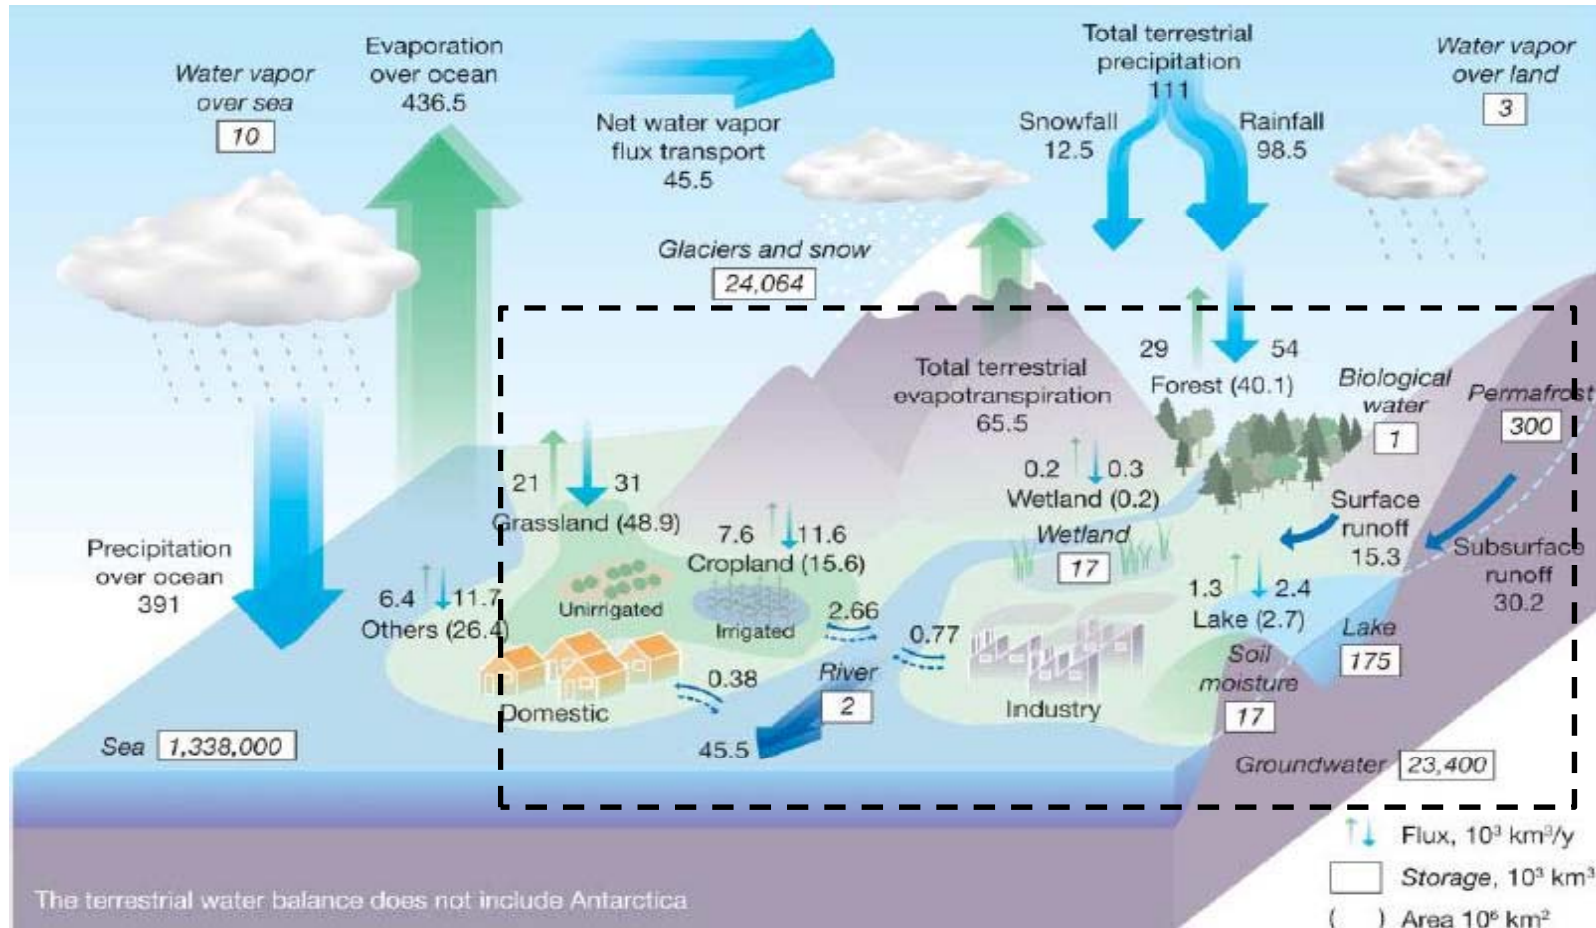 Water vapor
over sea
10
Evaporation
over ocean
436.5
Net water vapor
flux transport
45.5
Total terrestrial
precipitation
111
Snowfall
12.5
Rainfall
98.5
Water vapor
over land
3
Glaciers and snow
24,064
Precipitation
over ocean
391
Total terrestrial
evapotranspiration
65.5
29 54
Forest (40.1)
Biological
water
1
Permafrost
300
21 31
Grassland (48.9)
7.6 11.6
Cropland (15.6)
0.2 0.3
Wetland (0.2)
Wetland
17
Surface
runoff
15.3
Subsurface
runoff
30.2
6.4 11.7
Others (26.4)
Unirrigated
Irrigated
2.66
0.77
1.3 2.4
Lake (2.7)
Lake
175
Soil
moisture
17
0.38
Domestic
River
2
Industry
45.5
Sea 1,338,000
Groundwater 23,400
Flux, 10³ km³/y
Storage, 10³ km³
( ) Area 10⁶ km²
The terrestrial water balance does not include Antarctica